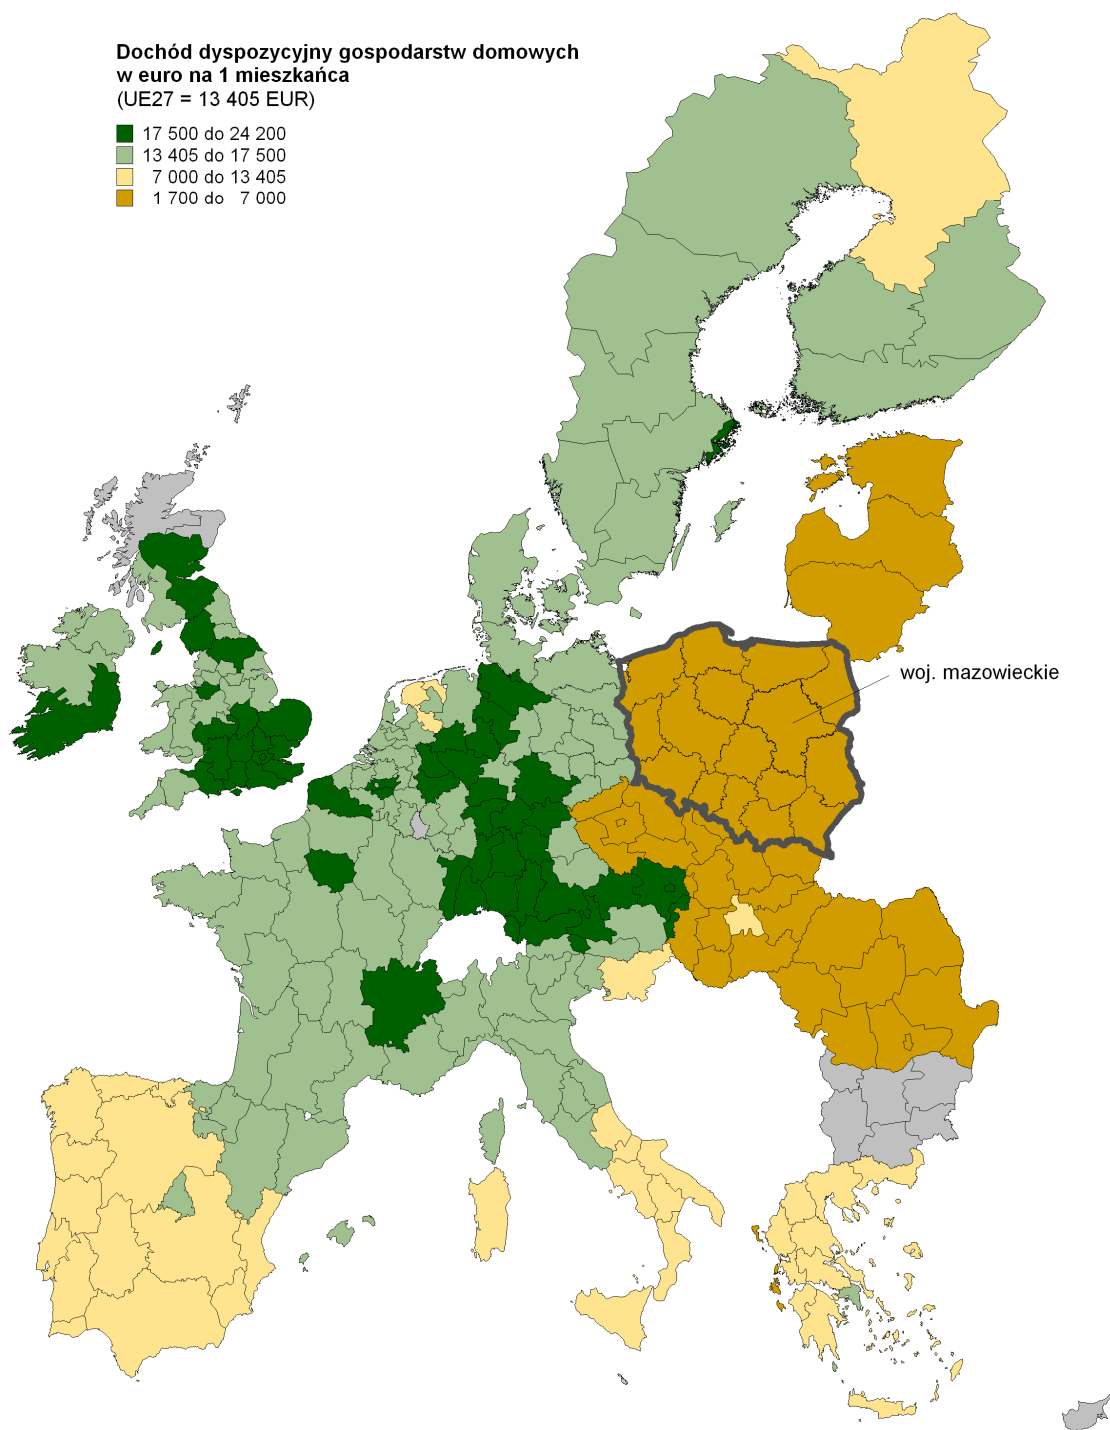 Dochód dyspozycyjny gospodarstw domowych
w euro na 1 mieszkańca
(UE27 = 13 405 EUR)
17 500 do 24 200
13 405 do 17 500
7 000 do 13 405
1 700 do 7 000
woj. mazowieckie